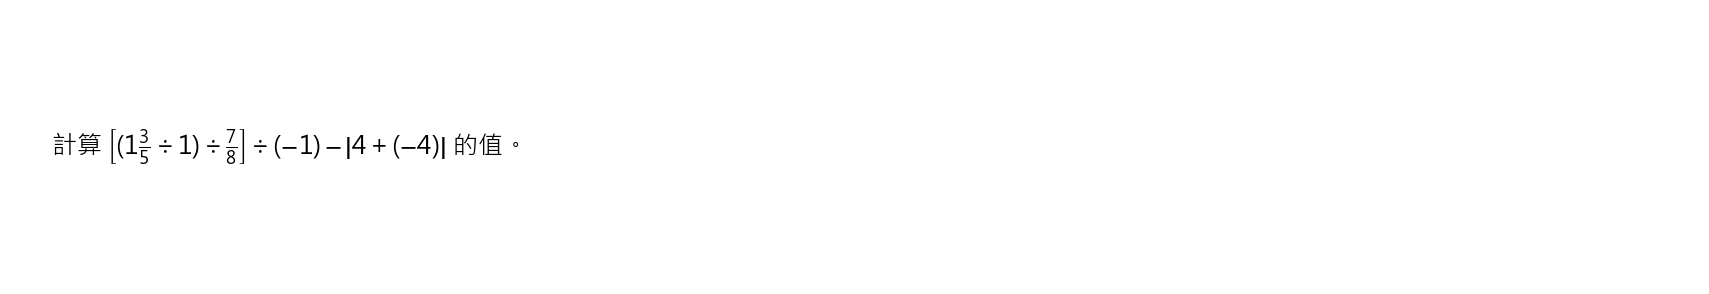 計算 [(1 3/5 ÷ 1) ÷ 7/8] ÷ (−1) − |4 + (−4)| 的值。